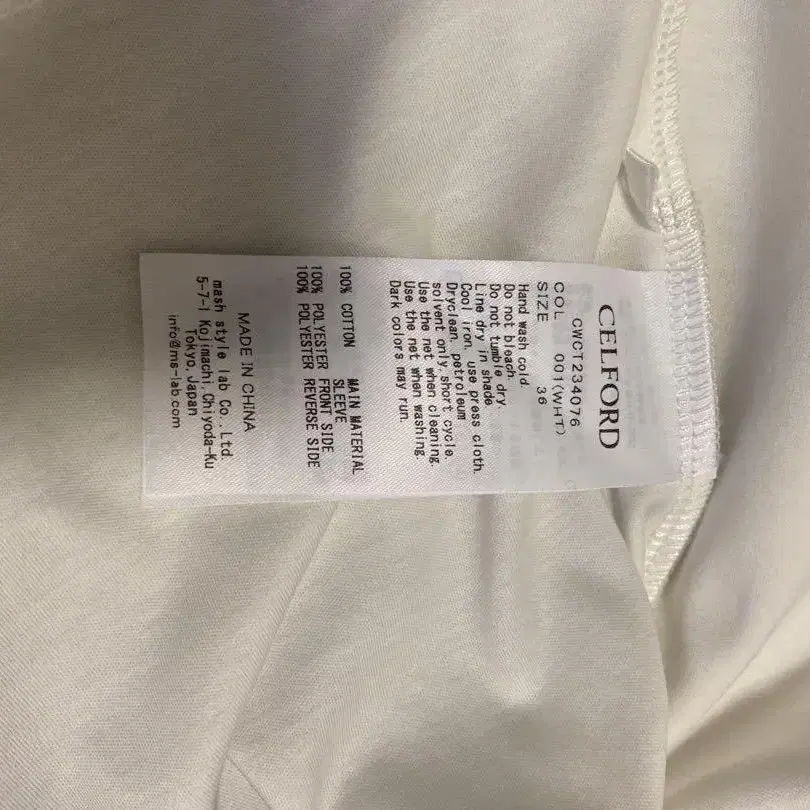 CELFORD
CWCT234076
COL 001(WHT)
SIZE 36
Hand wash cold.
Do not bleach.
Do not tumble dry.
Line dry in shade
Cool iron, use press cloth.
Dryclean, petroleum
solvent only,short cycle.
Use the net when cleaning.
Use the net when washing.
Dark colors may run.
MAIN MATERIAL
100% COTTON
SLEEVE
100% POLYESTER FRONT SIDE
100% POLYESTER REVERSE SIDE
MADE IN CHINA
mash style lab Co.,Ltd.
5-7-1 Kojimachi,Chiyoda-Ku
Tokyo,Japan
info@ms-lab.com